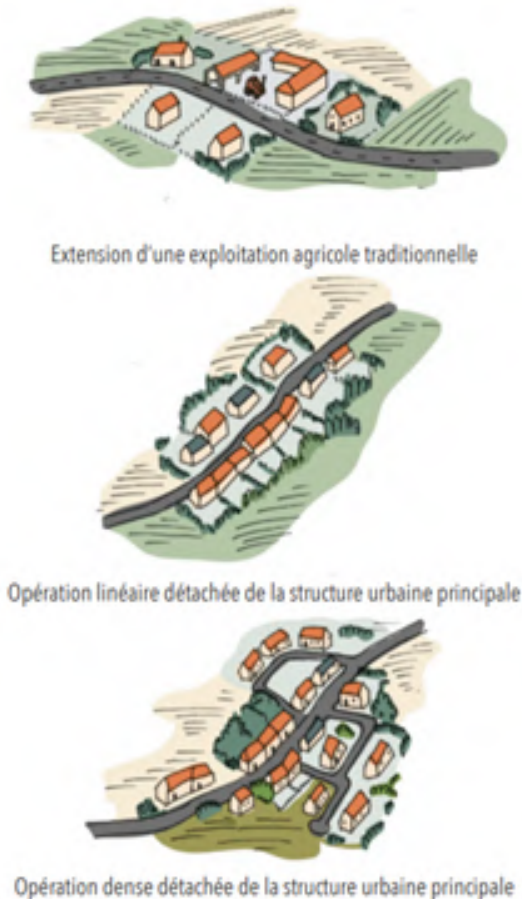 Extension d'une exploitation agricole traditionnelle
Opération linéaire détachée de la structure urbaine principale
Opération dense détachée de la structure urbaine principale